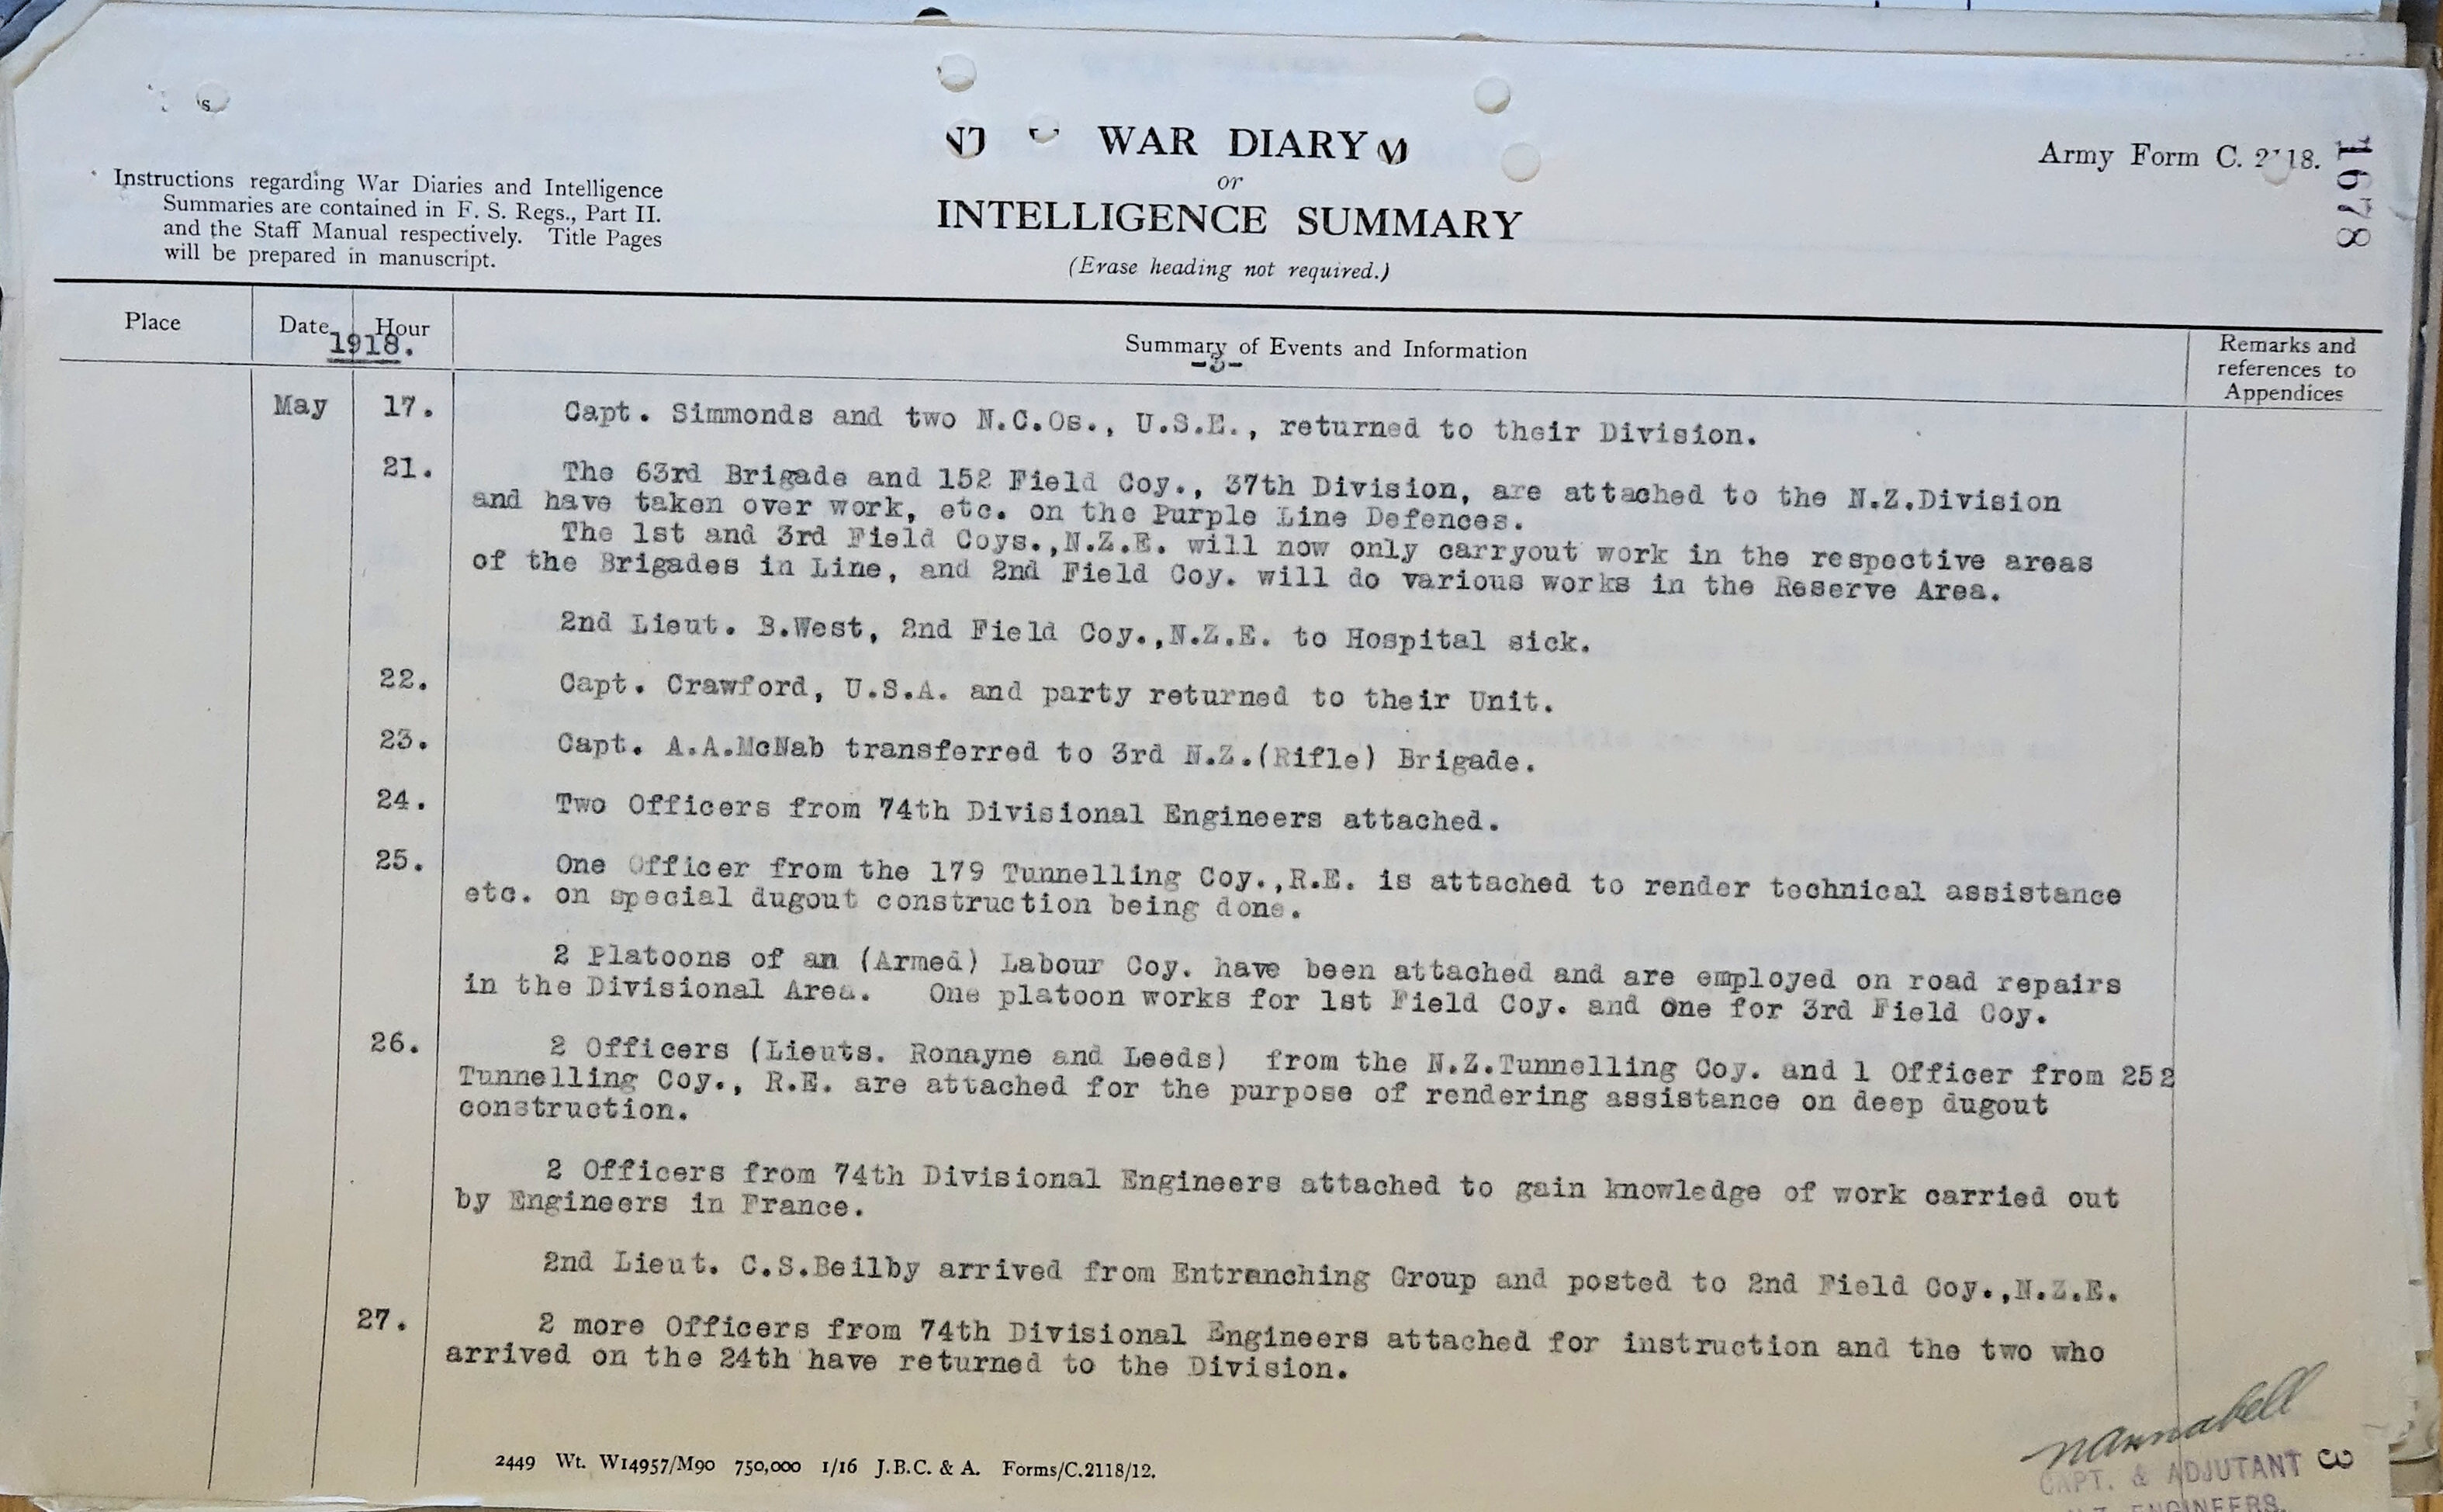 WAR DIARY
or
INTELLIGENCE SUMMARY
(Erase heading not required.)
Army Form C. 2118.
1678
Instructions regarding War Diaries and Intelligence
Summaries are contained in F. S. Regs., Part II.
and the Staff Manual respectively. Title Pages
will be prepared in manuscript.
Place
Date
Hour
1918.
Summary of Events and Information
-3-
Remarks and
references to
Appendices
May 17. Capt. Simmonds and two N.C.Os., U.S.E., returned to their Division.
21. The 63rd Brigade and 152 Field Coy., 37th Division, are attached to the N.Z.Division
and have taken over work, etc. on the Purple Line Defences.
The 1st and 3rd Field Coys.,N.Z.E. will now only carryout work in the respective areas
of the Brigades in Line, and 2nd Field Coy. will do various works in the Reserve Area.
2nd Lieut. B.West, 2nd Field Coy.,N.Z.E. to Hospital sick.
22. Capt. Crawford, U.S.A. and party returned to their Unit.
23. Capt. A.A.McNab transferred to 3rd N.Z.(Rifle) Brigade.
24. Two Officers from 74th Divisional Engineers attached.
25. One Officer from the 179 Tunnelling Coy.,R.E. is attached to render technical assistance
etc. on special dugout construction being done.
2 Platoons of an (Armed) Labour Coy. have been attached and are employed on road repairs
in the Divisional Area. One platoon works for 1st Field Coy. and one for 3rd Field Coy.
26. 2 Officers (Lieuts. Ronayne and Leeds) from the N.Z.Tunnelling Coy. and 1 Officer from 252
Tunnelling Coy., R.E. are attached for the purpose of rendering assistance on deep dugout
construction.
2 Officers from 74th Divisional Engineers attached to gain knowledge of work carried out
by Engineers in France.
2nd Lieut. C.S.Beilby arrived from Entrenching Group and posted to 2nd Field Coy.,N.Z.E.
27. 2 more Officers from 74th Divisional Engineers attached for instruction and the two who
arrived on the 24th have returned to the Division.
NAnnabell
CAPT. & ADJUTANT
N.Z. ENGINEERS.
3
2449 Wt. W14957/M90 750,000 1/16 J.B.C. & A. Forms/C.2118/12.